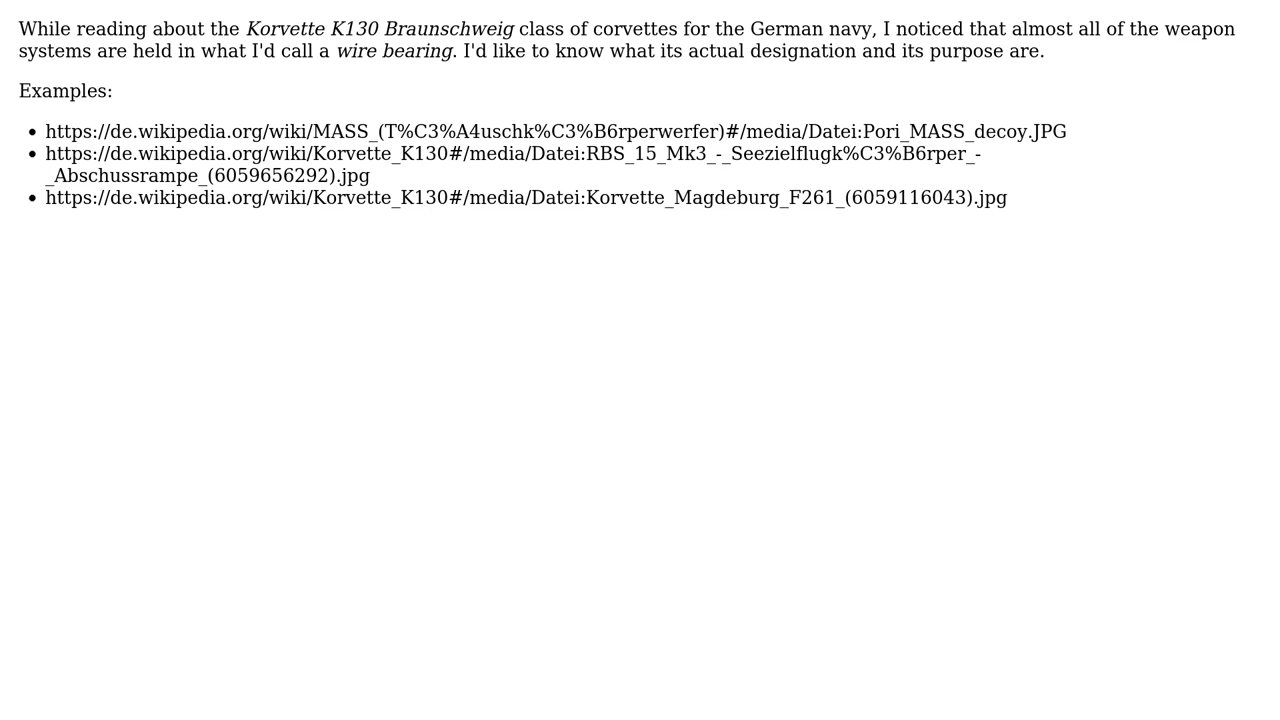 While reading about the Korvette K130 Braunschweig class of corvettes for the German navy, I noticed that almost all of the weapon
systems are held in what I'd call a wire bearing. I'd like to know what its actual designation and its purpose are.
Examples:
• https://de.wikipedia.org/wiki/MASS_(T%C3%A4uschk%C3%B6rperwerfer)#/media/Datei:Pori_MASS_decoy.JPG
• https://de.wikipedia.org/wiki/Korvette_K130#/media/Datei:RBS_15_Mk3_-_Seezielflugk%C3%B6rper_-
_Abschussrampe_(6059656292).jpg
• https://de.wikipedia.org/wiki/Korvette_K130#/media/Datei:Korvette_Magdeburg_F261_(6059116043).jpg